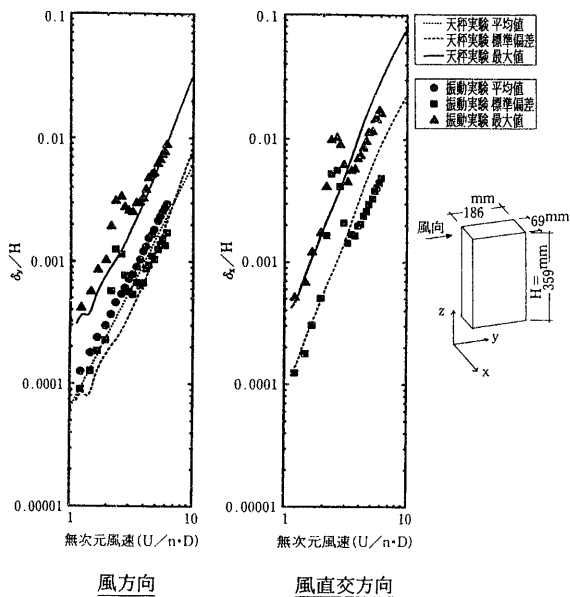 天秤実験 平均値
天秤実験 標準偏差
天秤実験 最大値
振動実験 平均値
振動実験 標準偏差
振動実験 最大値
0.1
0.01
0.001
0.0001
0.00001
δy/H
1
10
無次元風速(U/n・D)
風方向
0.1
0.01
0.001
0.0001
0.00001
δx/H
1
10
無次元風速(U/n・D)
風直交方向
mm
186
69mm
風向
H=359mm
z
y
x